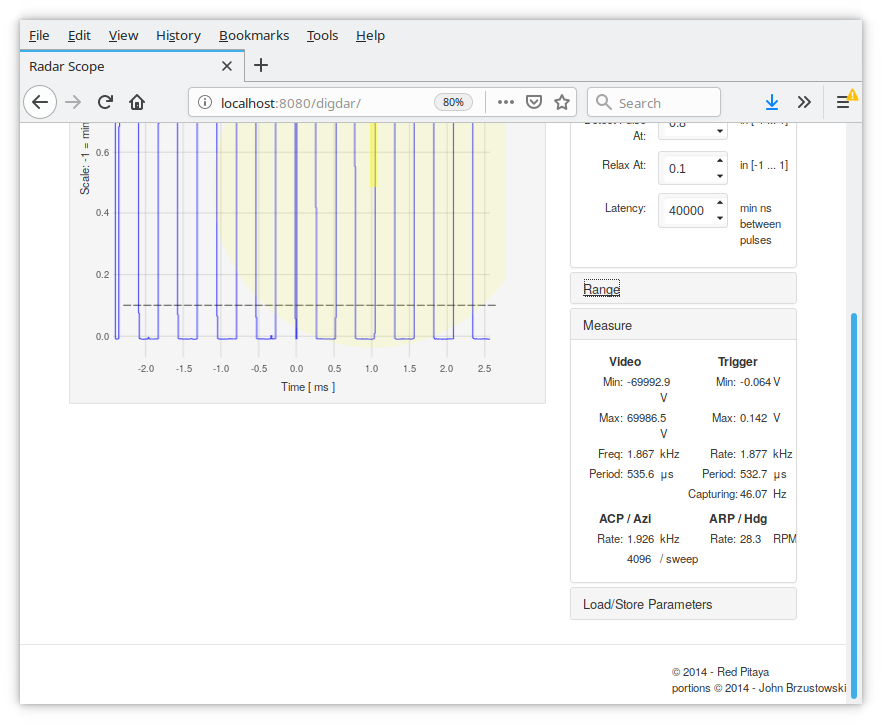 File Edit View History Bookmarks Tools Help
Radar Scope
localhost:8080/digdar/ 80% Search
Scale: -1 = min
0.6
0.4
0.2
0.0
-2.0 -1.5 -1.0 -0.5 0.0 0.5 1.0 1.5 2.0 2.5
Time [ ms ]
At:
Relax At: 0.1 in [-1 ... 1]
Latency: 40000 min ns
between
pulses
Range
Measure
Video Trigger
Min: -69992.9 Min: -0.064 V
V
Max: 69986.5 Max: 0.142 V
V
Freq: 1.867 kHz Rate: 1.877 kHz
Period: 535.6 µs Period: 532.7 µs
Capturing: 46.07 Hz
ACP / Azi ARP / Hdg
Rate: 1.926 kHz Rate: 28.3 RPM
4096 / sweep
Load/Store Parameters
© 2014 - Red Pitaya
portions © 2014 - John Brzustowski